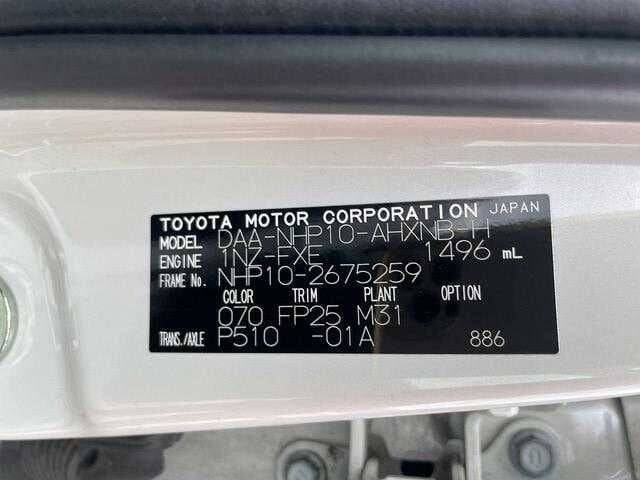 TOYOTA MOTOR CORPORATION JAPAN
MODEL DAA-NHP10-AHXNB-H
ENGINE 1NZ-FXE 1496 mL
FRAME No. NHP10-2675259
COLOR TRIM PLANT OPTION
070 FP25 M31
TRANS./AXLE P510 -01A 886